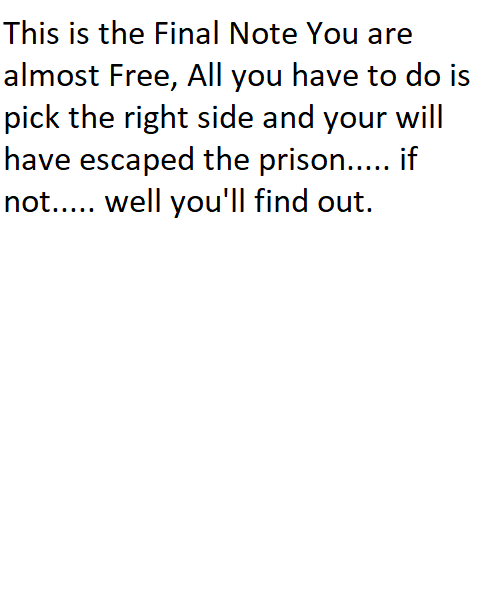 This is the Final Note You are
almost Free, All you have to do is
pick the right side and your will
have escaped the prison..... if
not..... well you'll find out.